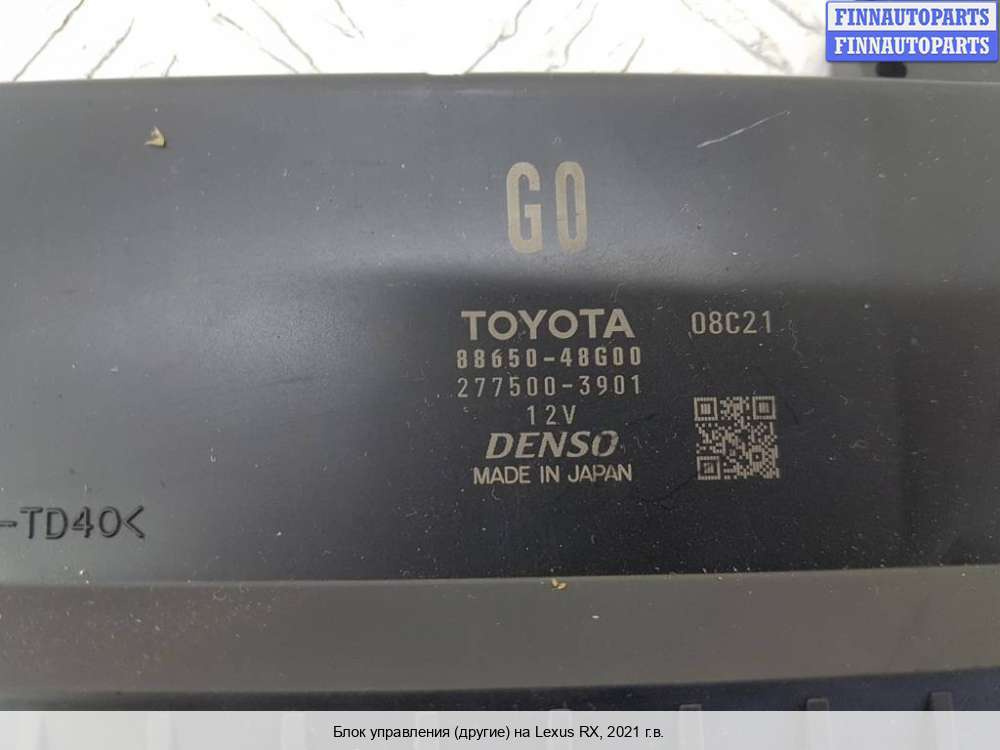 FINNAUTOPARTS
FINNAUTOPARTS
G0
TOYOTA 08C21
88650-48G00
277500-3901
12V
DENSO
MADE IN JAPAN
-TD40<
Блок управления (другие) на Lexus RX, 2021 г.в.